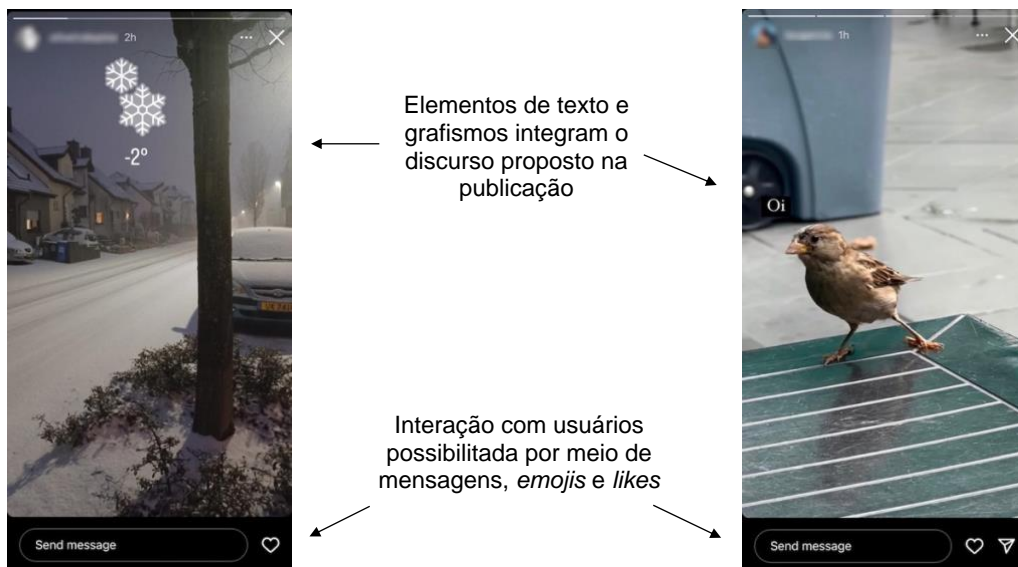 2h
-2°
Send message
Elementos de texto e
grafismos integram o
discurso proposto na
publicação
Interação com usuários
possibilitada por meio de
mensagens, emojis e likes
1h
Oi
Send message